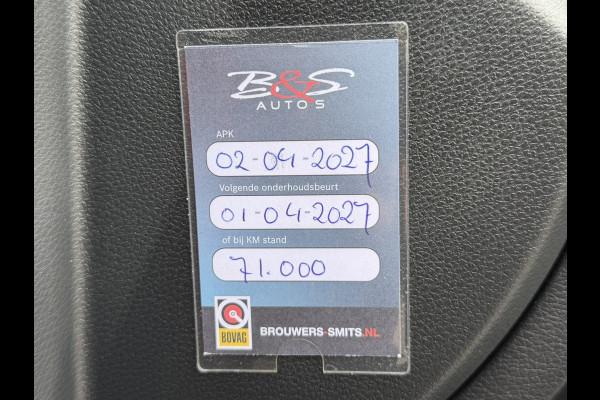 B&S
AUTO'S
APK
02-04-2027
Volgende onderhoudsbeurt
01-04-2027
of bij KM stand
71.000
BOVAG
BROUWERS-SMITS.NL